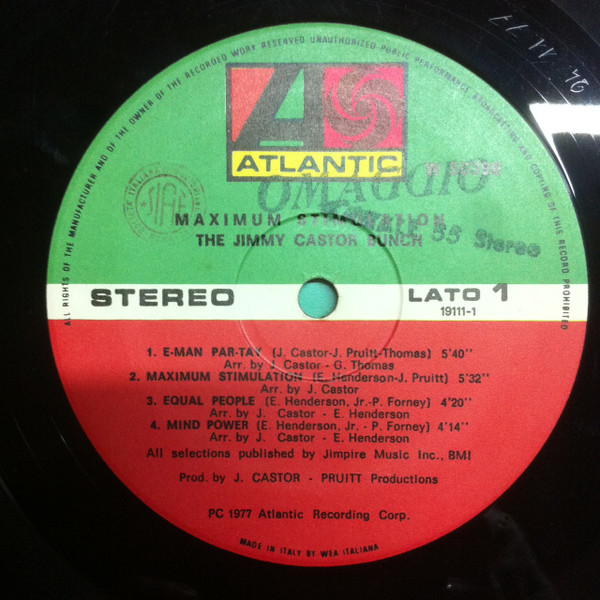 ALL RIGHTS OF THE MANUFACTURER AND OF THE OWNER OF THE RECORDED WORK RESERVED UNAUTHORIZED PUBLIC PERFORMANCE BROADCASTING AND COPYING OF THIS RECORD PROHIBITED
ATLANTIC
OMAGGIO
MAXIMUM STIMULATION
55 Stereo
THE JIMMY CASTOR BUNCH
STEREO
LATO 1
19111-1
1. E-MAN PAR-TAY (J. Castor-J. Pruitt-Thomas) 5'40''
Arr. by J. Castor - G. Thomas
2. MAXIMUM STIMULATION (E. Henderson-J. Pruitt) 5'32''
Arr. by J. Castor
3. EQUAL PEOPLE (E. Henderson, Jr.-P. Forney) 4'20''
Arr. by J. Castor - E. Henderson
4. MIND POWER (E. Henderson, Jr. - P. Forney) 4'14''
Arr. by J. Castor - E. Henderson
All selections published by Jimpire Music Inc., BMI
Prod. by J. CASTOR - PRUITT Productions
PC 1977 Atlantic Recording Corp.
MADE IN ITALY BY WEA ITALIANA